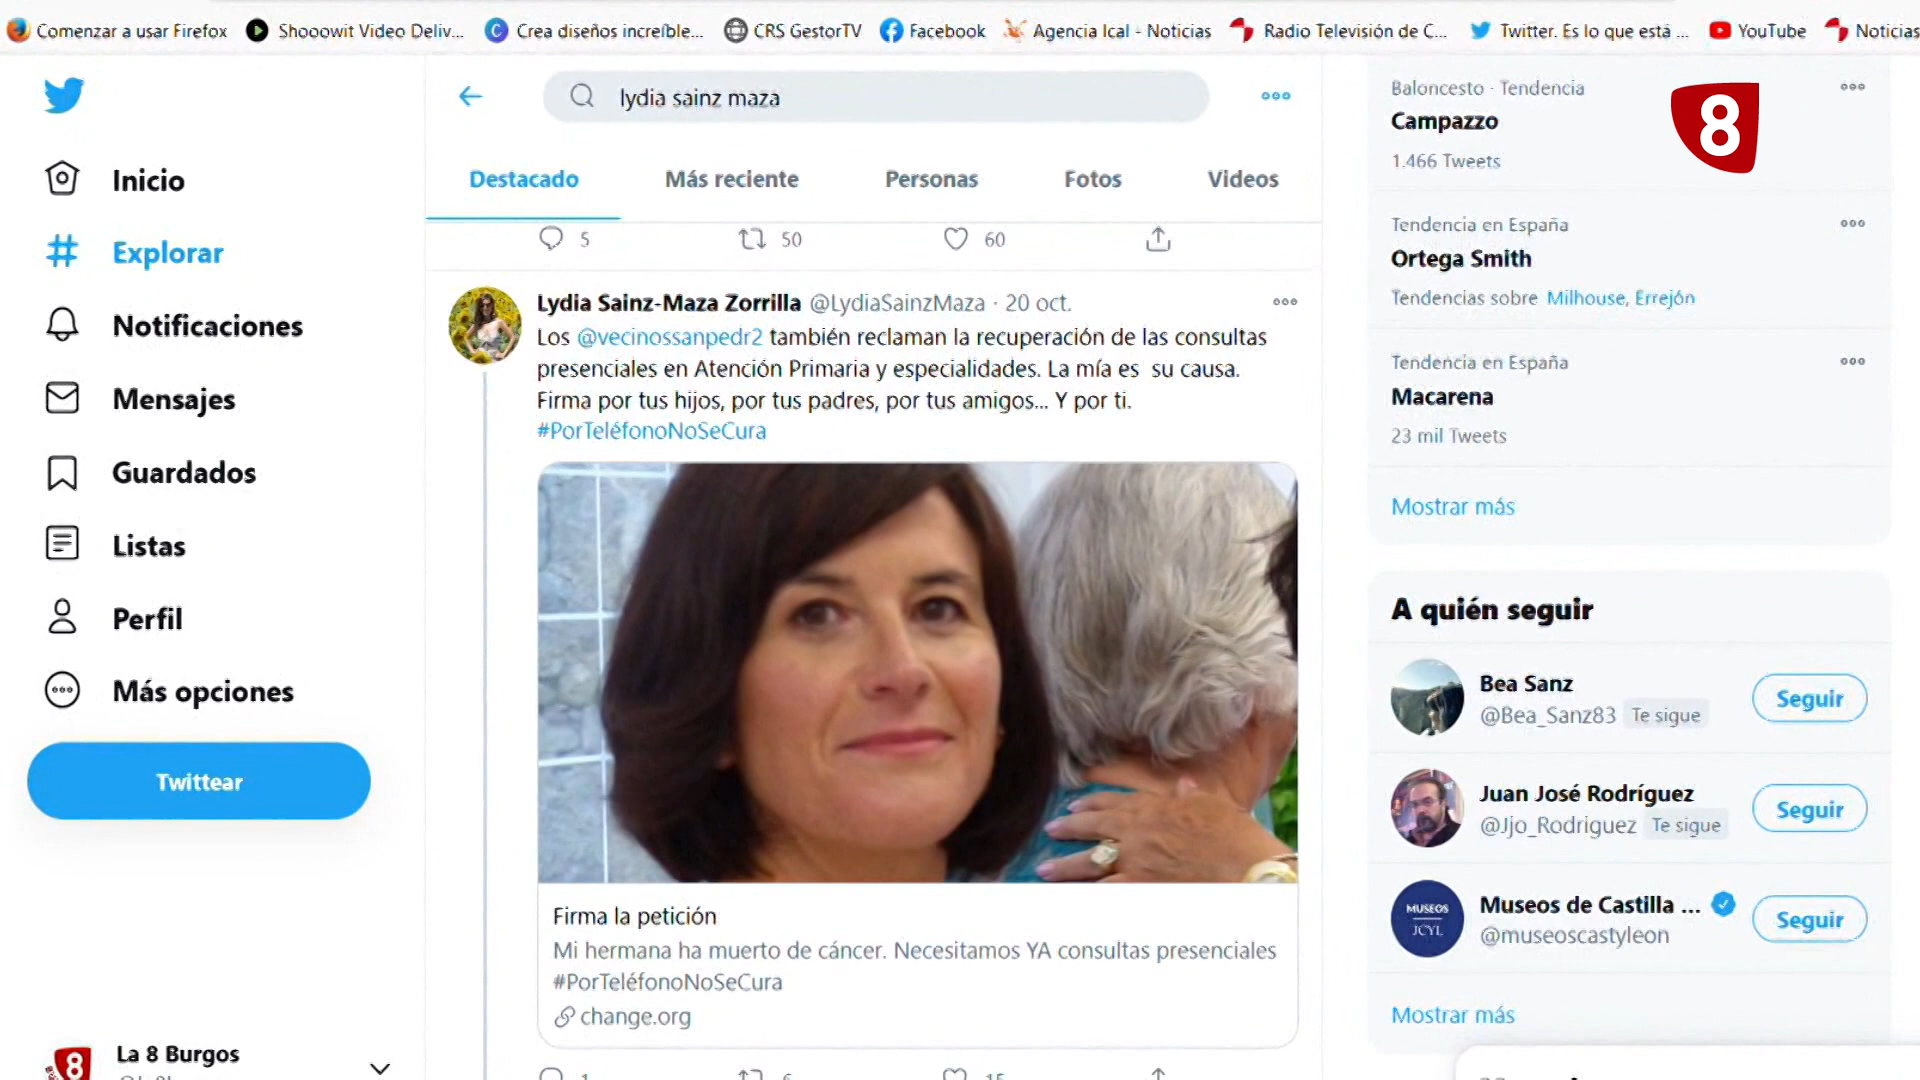 Comenzar a usar Firefox
Shooowit Video Deliv...
Crea diseños increíble...
CRS GestorTV
Facebook
Agencia Ical - Noticias
Radio Televisión de C...
Twitter. Es lo que está ...
YouTube
Noticias
lydia sainz maza
Destacado
Más reciente
Personas
Fotos
Videos
Inicio
Explorar
Notificaciones
Mensajes
Guardados
Listas
Perfil
Más opciones
Twittear
La 8 Burgos
8
5
50
60
Lydia Sainz-Maza Zorrilla @LydiaSainzMaza · 20 oct.
Los @vecinossanpedr2 también reclaman la recuperación de las consultas
presenciales en Atención Primaria y especialidades. La mía es su causa.
Firma por tus hijos, por tus padres, por tus amigos... Y por ti.
#PorTeléfonoNoSeCura
Firma la petición
Mi hermana ha muerto de cáncer. Necesitamos YA consultas presenciales
#PorTeléfonoNoSeCura
change.org
Baloncesto · Tendencia
Campazzo
1.466 Tweets
8
Tendencia en España
Ortega Smith
Tendencias sobre Milhouse, Errejón
Tendencia en España
Macarena
23 mil Tweets
Mostrar más
A quién seguir
Bea Sanz
@Bea_Sanz83 Te sigue
Seguir
Juan José Rodríguez
@Jjo_Rodriguez Te sigue
Seguir
MUSEOS
JCYL
Museos de Castilla ...
@museoscastyleon
Seguir
Mostrar más